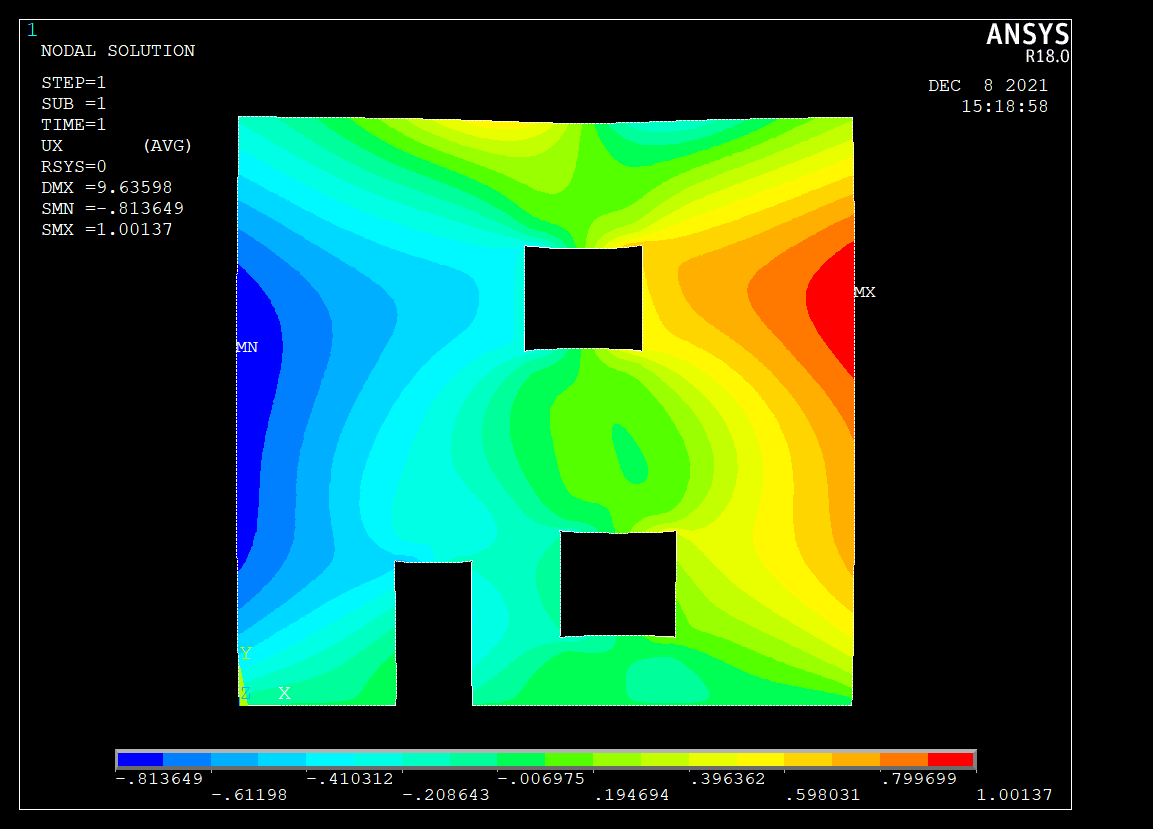 1
ANSYS
R18.0
NODAL SOLUTION
STEP=1
SUB =1
TIME=1
UX (AVG)
RSYS=0
DMX =9.63598
SMN =-.813649
SMX =1.00137
DEC 8 2021
15:18:58
MX
MN
Y
Z X
-.813649 -.410312 -.006975 .396362 .799699
-.61198 -.208643 .194694 .598031 1.00137